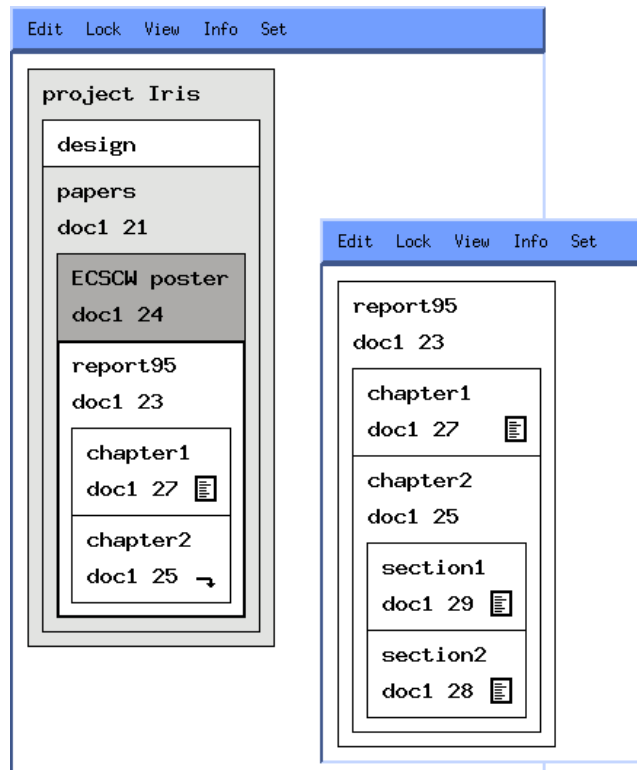 Edit Lock View Info Set
project Iris
design
papers
doc1 21
ECSCW poster
doc1 24
report95
doc1 23
chapter1
doc1 27
chapter2
doc1 25
Edit Lock View Info Set
report95
doc1 23
chapter1
doc1 27
chapter2
doc1 25
section1
doc1 29
section2
doc1 28